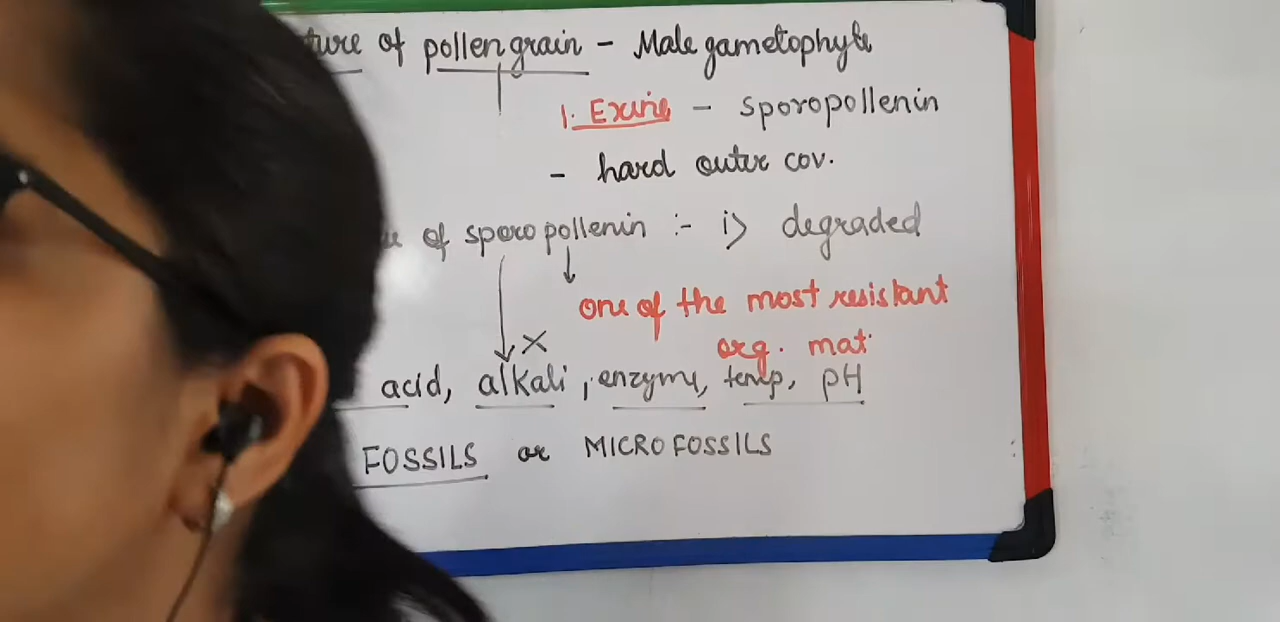 ture of pollen grain - Male gametophyte
1. Exine - sporopollenin
- hard outer cov.
of sporopollenin :- i> degraded
one of the most resistant
org. mat.
X
acid, alkali, enzyme, temp, pH
FOSSILS or MICROFOSSILS